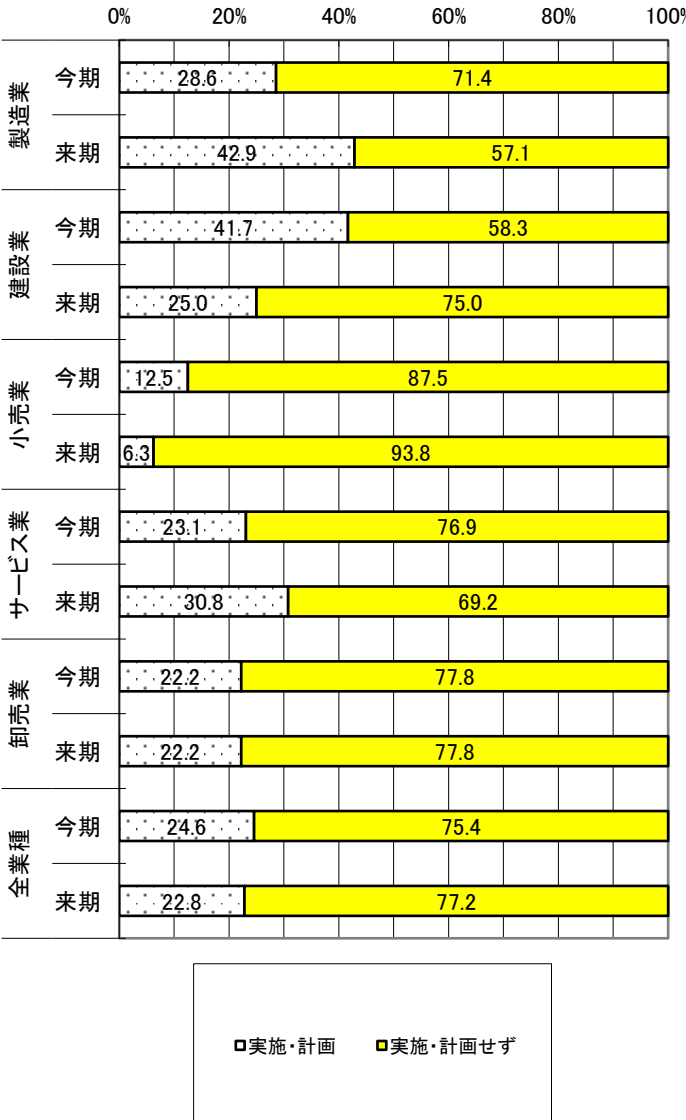 0% 20% 40% 60% 80% 100%
製造業
今期 28.6 71.4
来期 42.9 57.1
建設業
今期 41.7 58.3
来期 25.0 75.0
小売業
今期 12.5 87.5
来期 6.3 93.8
サービス業
今期 23.1 76.9
来期 30.8 69.2
卸売業
今期 22.2 77.8
来期 22.2 77.8
全業種
今期 24.6 75.4
来期 22.8 77.2
実施・計画 実施・計画せず